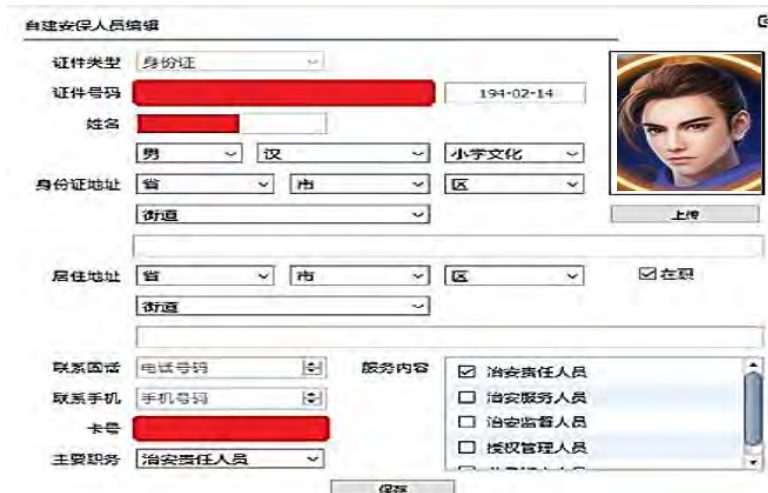 自建安保人员编辑
证件类型 身份证
证件号码 194-02-14
姓名
男 汉 小学文化
身份证地址 省 市 区
街道 上传
居住地址 省 市 区 在职
街道
联系固话 电话号码 服务内容 治安责任人员
联系手机 手机号码 治安服务人员
治安监督人员
卡号 授权管理人员
主要职务 治安责任人员
保存